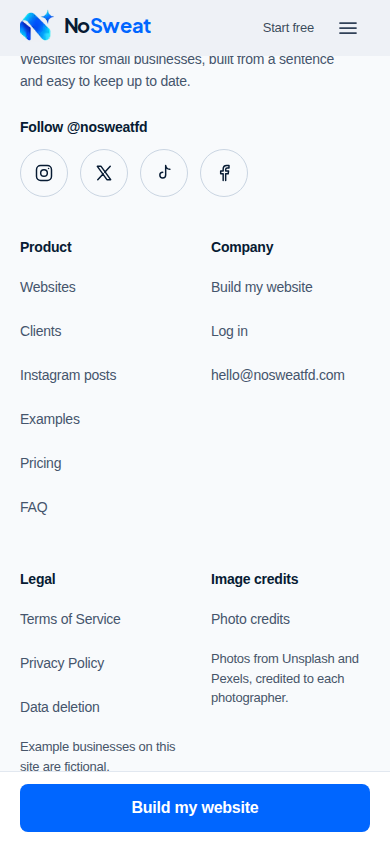 NoSweat
Start free
Websites for small businesses, built from a sentence
and easy to keep up to date.
Follow @nosweatfd
Product
Websites
Clients
Instagram posts
Examples
Pricing
FAQ
Company
Build my website
Log in
hello@nosweatfd.com
Legal
Terms of Service
Privacy Policy
Data deletion
Example businesses on this
site are fictional.
Image credits
Photo credits
Photos from Unsplash and
Pexels, credited to each
photographer.
Build my website